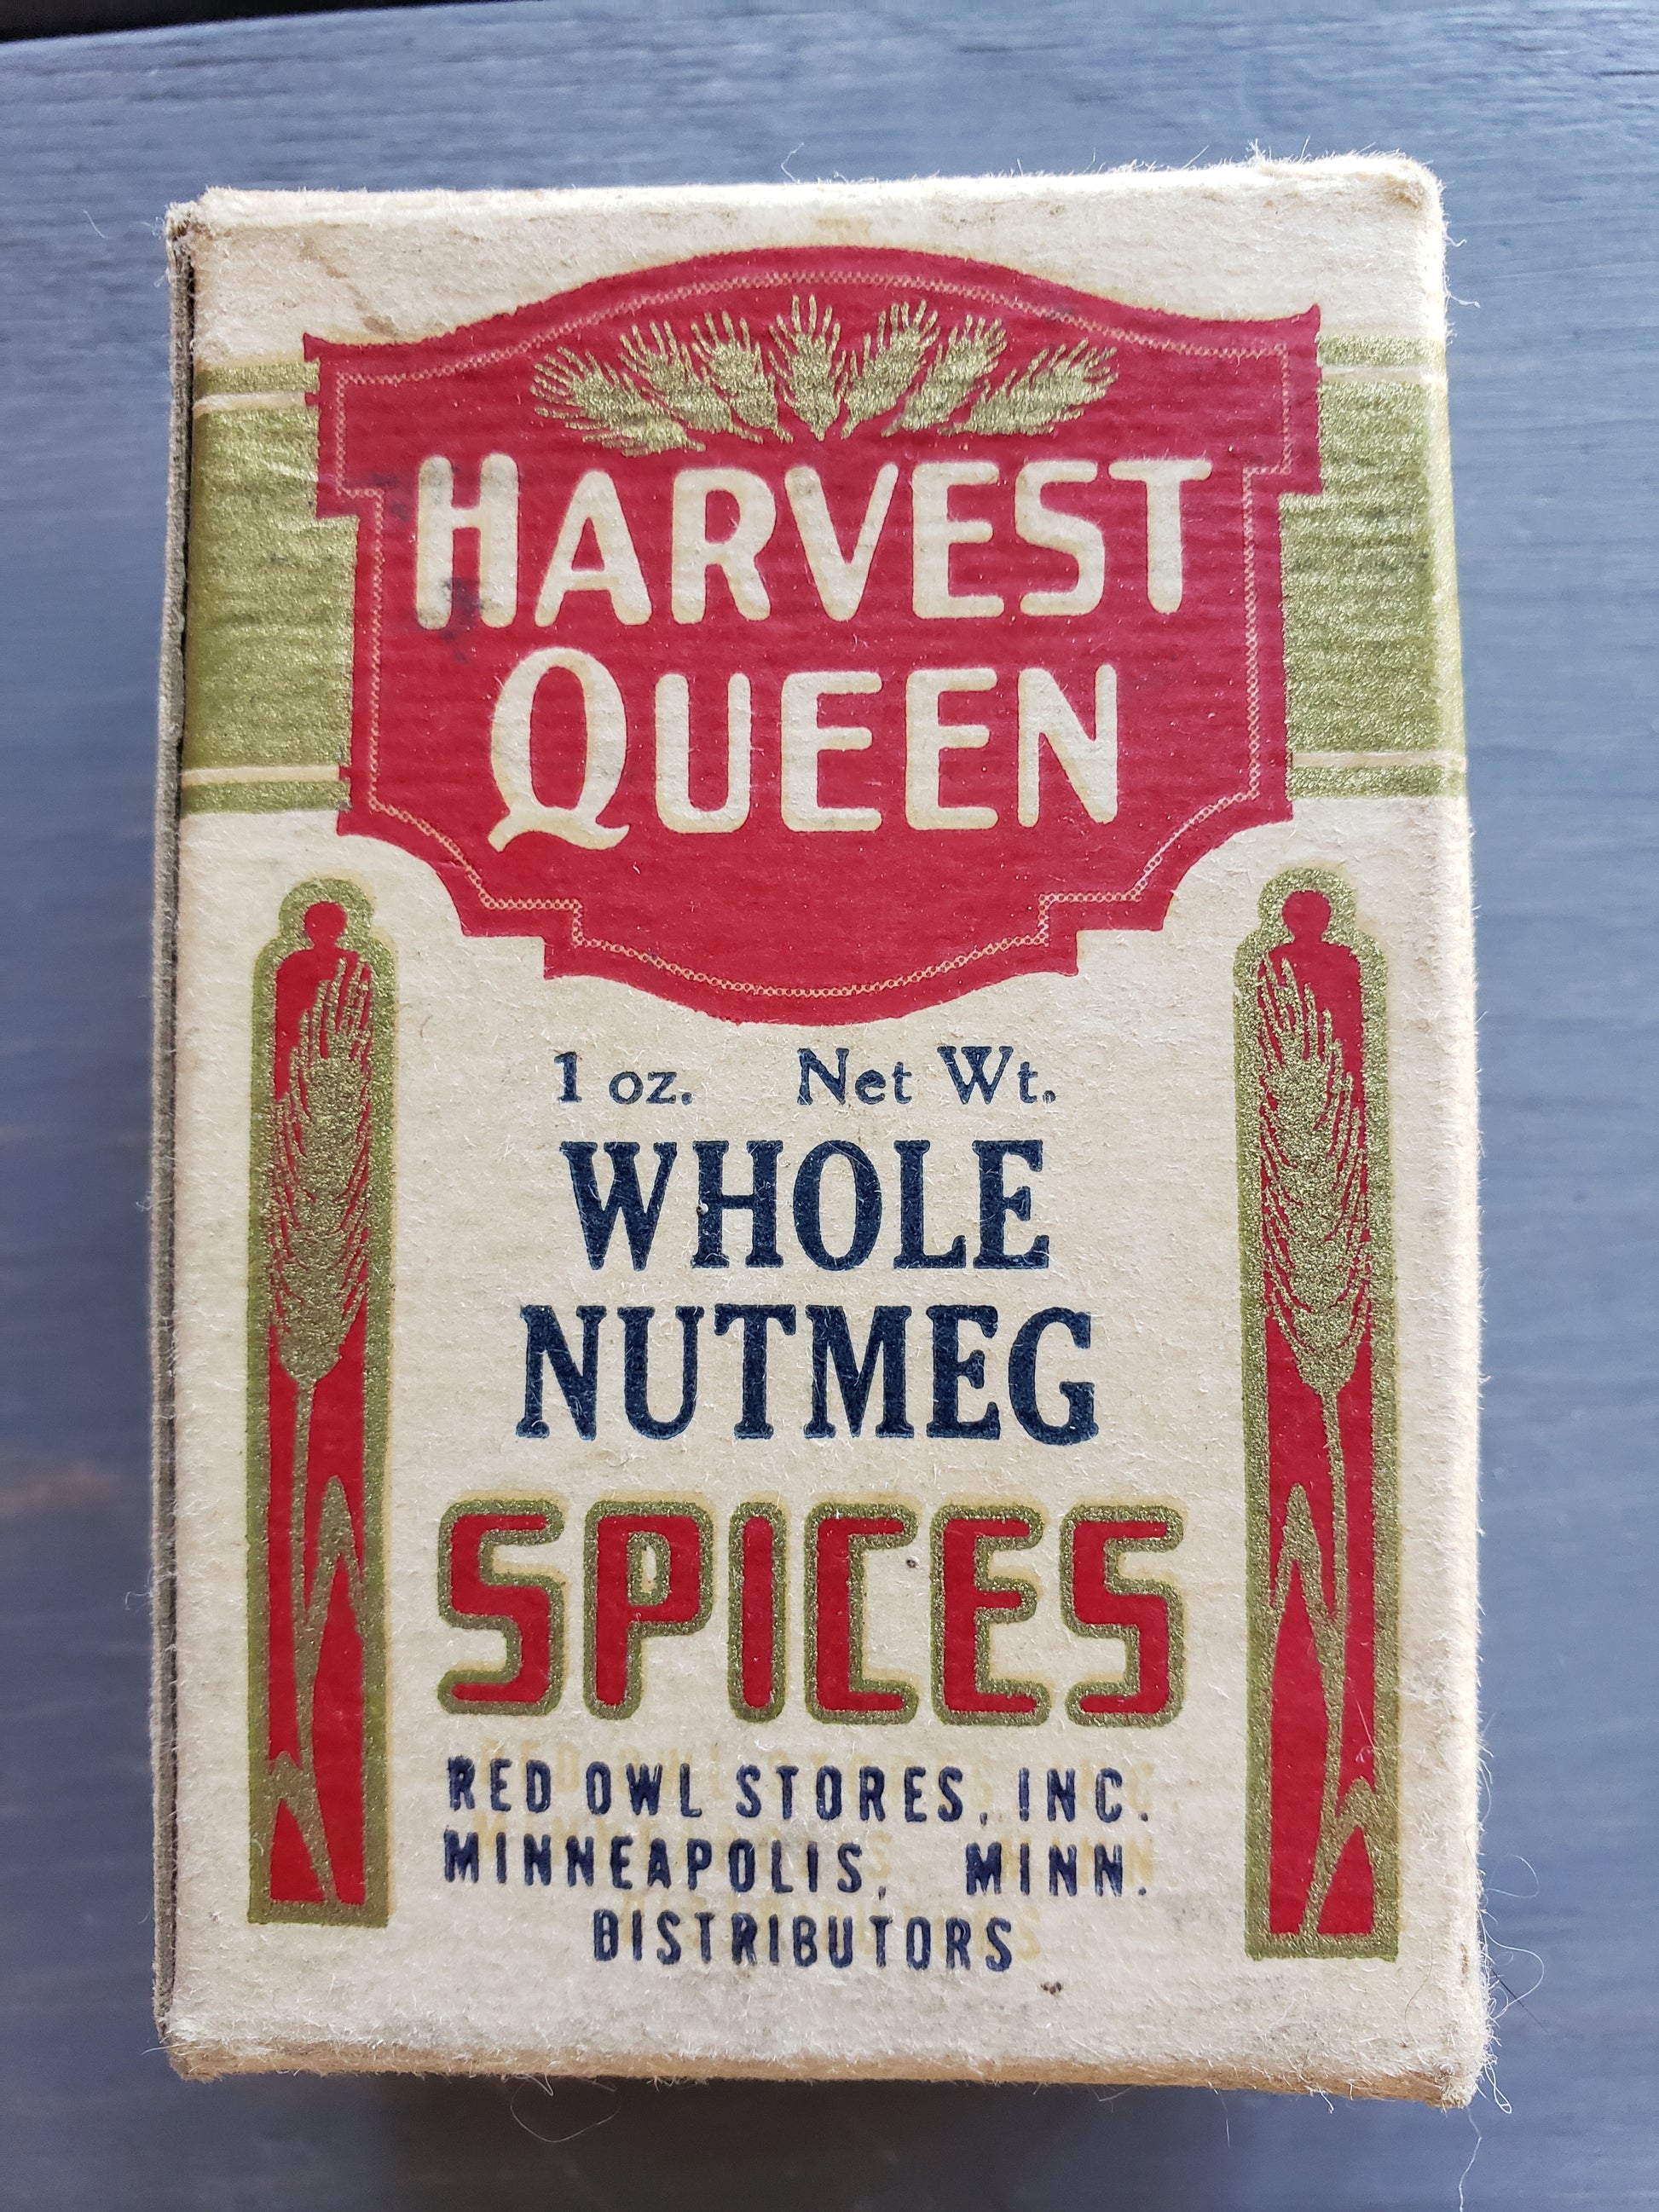 HARVEST
QUEEN
1 oz. Net Wt.
WHOLE
NUTMEG
SPICES
RED OWL STORES, INC.
MINNEAPOLIS, MINN.
DISTRIBUTORS